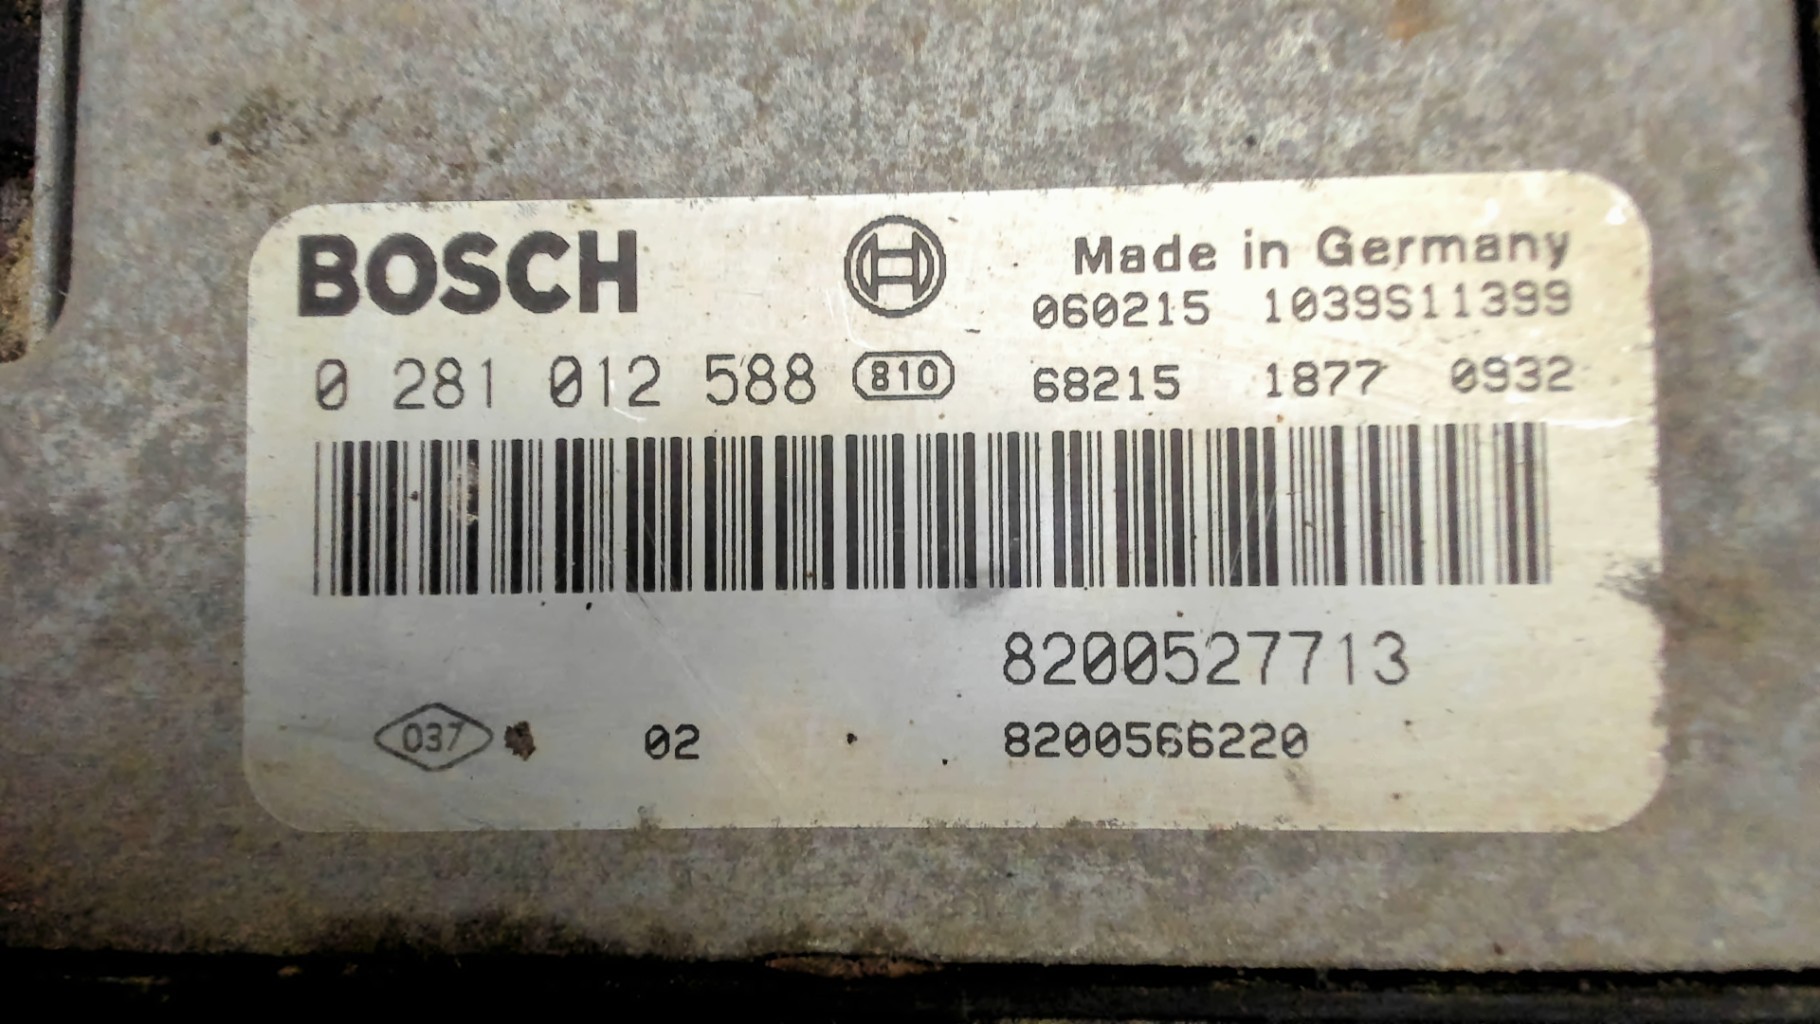 BOSCH
Made in Germany
060215 1039S11399
0 281 012 588 810 68215 1877 0932
8200527713
037 02 8200566220